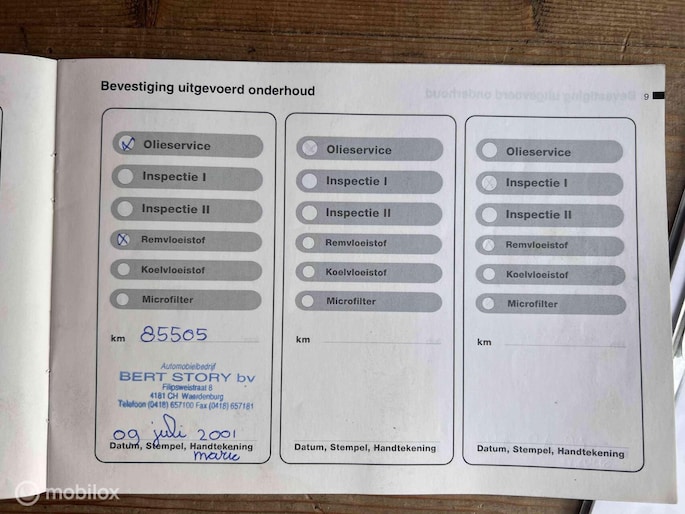 Bevestiging uitgevoerd onderhoud
9
Olieservice
Inspectie I
Inspectie II
Remvloeistof
Koelvloeistof
Microfilter
km 85505
Automobielbedrijf
BERT STORY bv
Filipsweistraat 8
4181 CH Waardenburg
Telefoon (0418) 657100 Fax (0418) 657181
09 juli 2001
Datum, Stempel, Handtekening
marie
Olieservice
Inspectie I
Inspectie II
Remvloeistof
Koelvloeistof
Microfilter
km
Datum, Stempel, Handtekening
Olieservice
Inspectie I
Inspectie II
Remvloeistof
Koelvloeistof
Microfilter
km
Datum, Stempel, Handtekening
mobilox